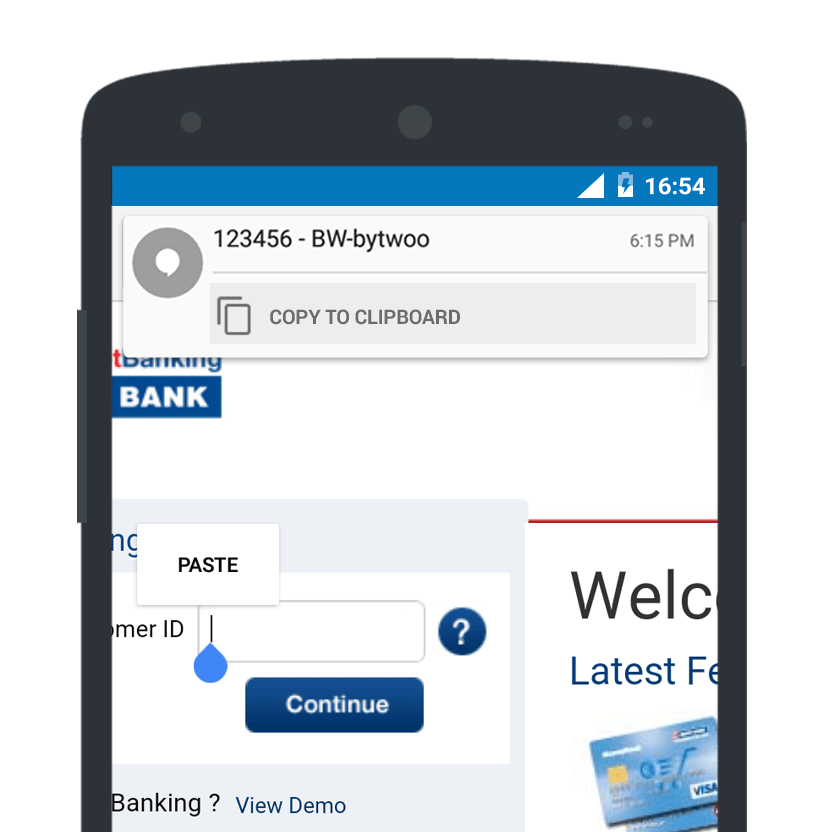 16:54
123456 - BW-bytwoo
6:15 PM
COPY TO CLIPBOARD
tBanking
BANK
PASTE
omer ID
?
Continue
Welc
Latest Fe
Banking ? View Demo
VISA